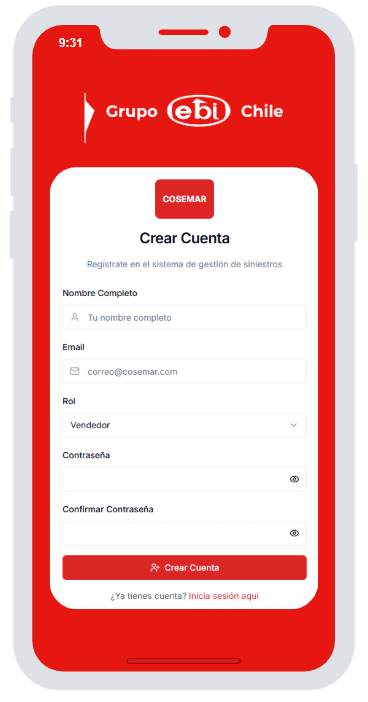 9:31
Grupo ebi Chile
COSEMAR
Crear Cuenta
Regístrate en el sistema de gestión de siniestros
Nombre Completo
Tu nombre completo
Email
correo@cosemar.com
Rol
Vendedor
Contraseña
Confirmar Contraseña
Crear Cuenta
¿Ya tienes cuenta? Inicia sesión aquí